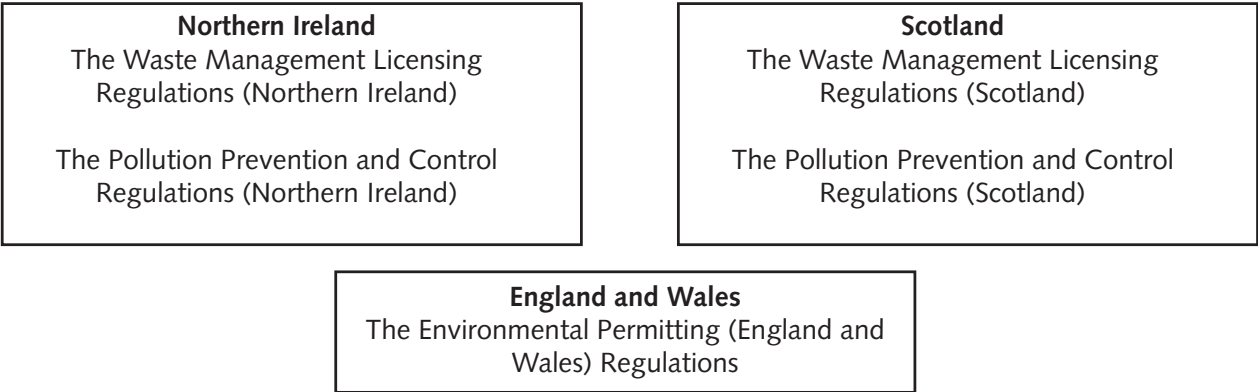 Northern Ireland
The Waste Management Licensing
Regulations (Northern Ireland)
The Pollution Prevention and Control
Regulations (Northern Ireland)
Scotland
The Waste Management Licensing
Regulations (Scotland)
The Pollution Prevention and Control
Regulations (Scotland)
England and Wales
The Environmental Permitting (England and
Wales) Regulations